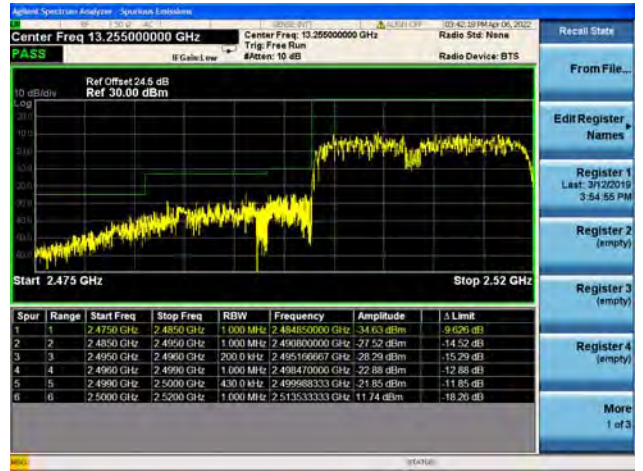 Agilent Spectrum Analyzer - Spurious Emissions
RF 50 Ω AC SENSE:INT ALIGN OFF 03:42:19 PM Apr 06, 2022
Center Freq 13.255000000 GHz
Center Freq: 13.255000000 GHz
Radio Std: None
PASS
IFGain:Low
Trig: Free Run
#Atten: 10 dB
Radio Device: BTS
Ref Offset 24.5 dB
10 dB/div Ref 30.00 dBm
Log
Start 2.475 GHz Stop 2.52 GHz
Spur Range Start Freq Stop Freq RBW Frequency Amplitude Δ Limit
1 1 2.4750 GHz 2.4850 GHz 1.000 MHz 2.484850000 GHz -34.63 dBm -9.626 dB
2 2 2.4850 GHz 2.4950 GHz 1.000 MHz 2.490800000 GHz -27.52 dBm -14.52 dB
3 3 2.4950 GHz 2.4960 GHz 200.0 kHz 2.495166667 GHz -28.29 dBm -15.29 dB
4 4 2.4960 GHz 2.4990 GHz 1.000 MHz 2.498470000 GHz -22.88 dBm -12.88 dB
5 5 2.4990 GHz 2.5000 GHz 430.0 kHz 2.499988333 GHz -21.85 dBm -11.85 dB
6 6 2.5000 GHz 2.5200 GHz 1.000 MHz 2.513533333 GHz 11.74 dBm -18.26 dB
MSG STATUS
Recall State
From File...
Edit Register
Names
Register 1
Last: 3/12/2019
3:54:55 PM
Register 2
(empty)
Register 3
(empty)
Register 4
(empty)
More
1 of 3